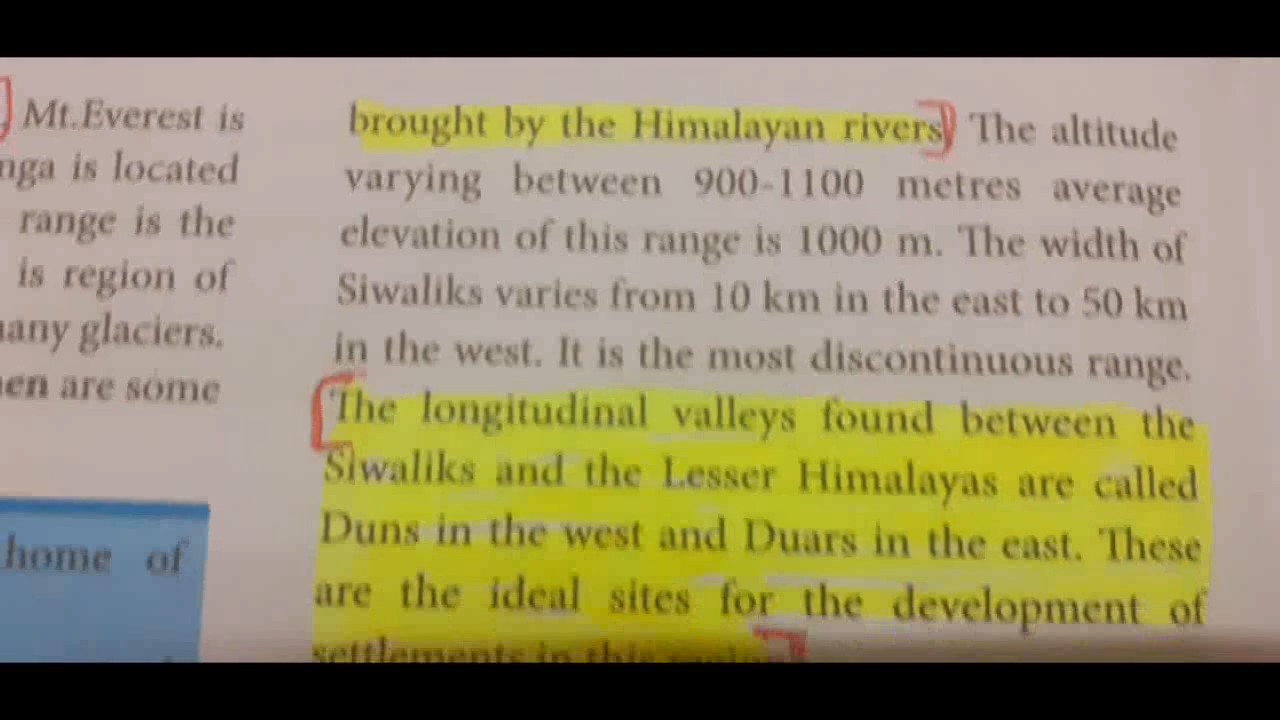 Mt.Everest is
is located
range is the
is region of
glaciers.
are some
home of
brought by the Himalayan rivers. The altitude
varying between 900-1100 metres average
elevation of this range is 1000 m. The width of
Siwaliks varies from 10 km in the east to 50 km
in the west. It is the most discontinuous range.
The longitudinal valleys found between the
Siwaliks and the Lesser Himalayas are called
Duns in the west and Duars in the east. These
are the ideal sites for the development of
settlements in this region.